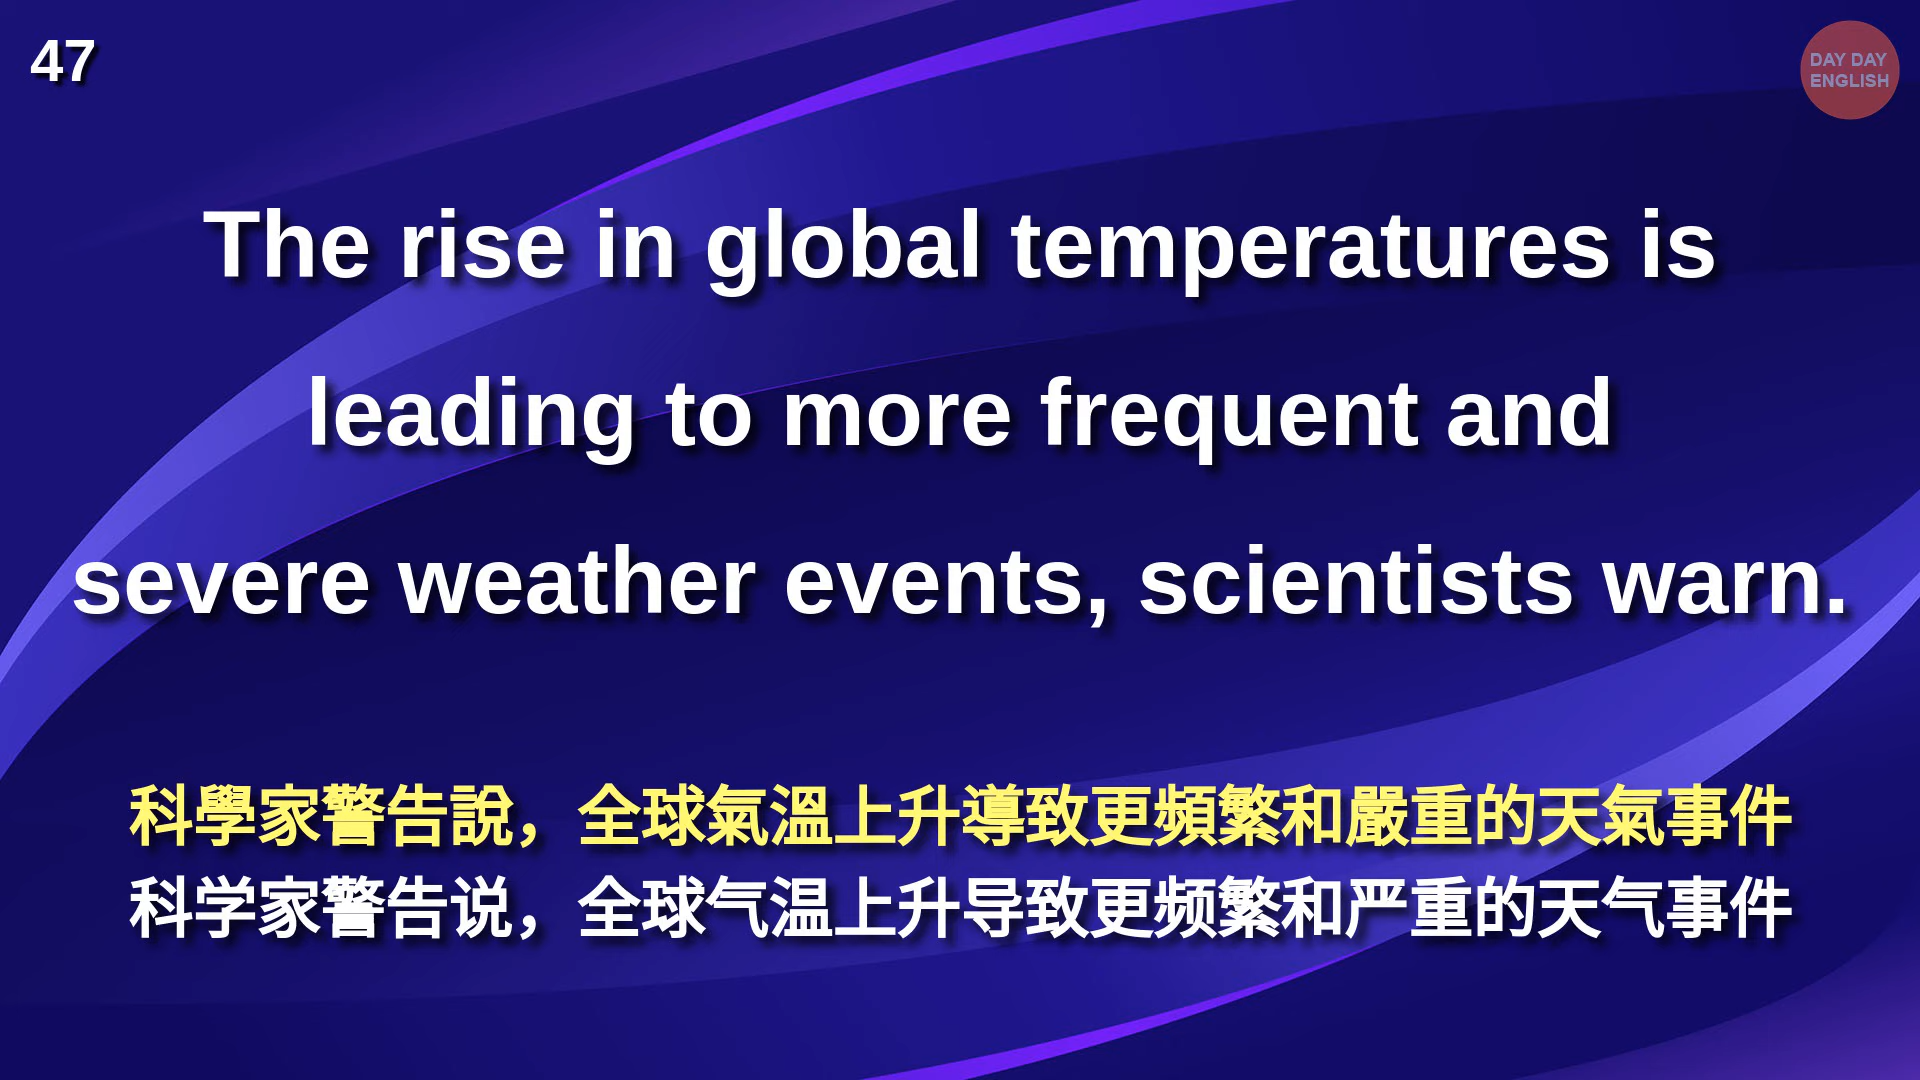 47
DAY DAY
ENGLISH
The rise in global temperatures is
leading to more frequent and
severe weather events, scientists warn.
科學家警告說，全球氣溫上升導致更頻繁和嚴重的天氣事件
科学家警告说，全球气温上升导致更频繁和严重的天气事件